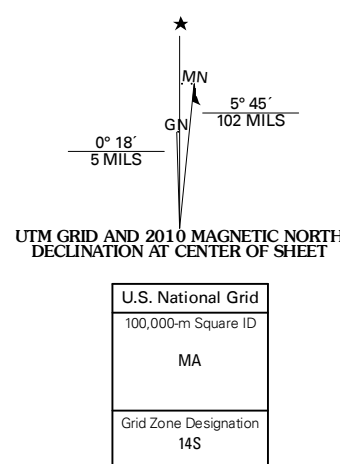 MN
5° 45´
102 MILS
GN
0° 18´
5 MILS
UTM GRID AND 2010 MAGNETIC NORTH
DECLINATION AT CENTER OF SHEET
U.S. National Grid
100,000-m Square ID
MA
Grid Zone Designation
14S